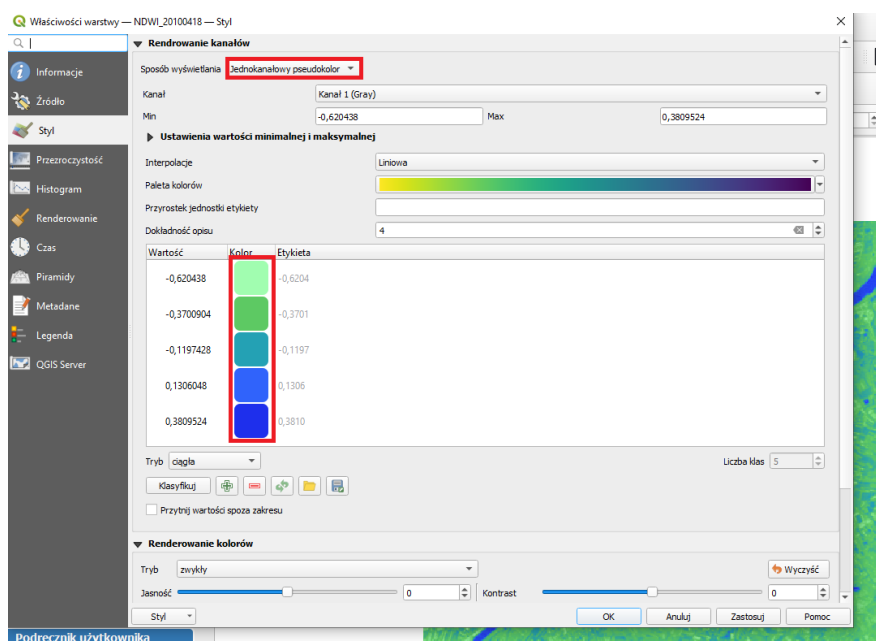 Właściwości warstwy — NDWI_20100418 — Styl
Informacje
Źródło
Styl
Przezroczystość
Histogram
Renderowanie
Czas
Piramidy
Metadane
Legenda
QGIS Server
Rendrowanie kanałów
Sposób wyświetlania Jednokanałowy pseudokolor
Kanał Kanał 1 (Gray)
Min -0,620438 Max 0,3809524
Ustawienia wartości minimalnej i maksymalnej
Interpolacje Liniowa
Paleta kolorów
Przyrostek jednostki etykiety
Dokładność opisu 4
Wartość Kolor Etykieta
-0,620438 -0,6204
-0,3700904 -0,3701
-0,1197428 -0,1197
0,1306048 0,1306
0,3809524 0,3810
Tryb ciągła Liczba klas 5
Klasyfikuj
Przytnij wartości spoza zakresu
Renderowanie kolorów
Tryb zwykły Wyczyść
Jasność 0 Kontrast 0
Styl OK Anuluj Zastosuj Pomoc
Podręcznik użytkownika